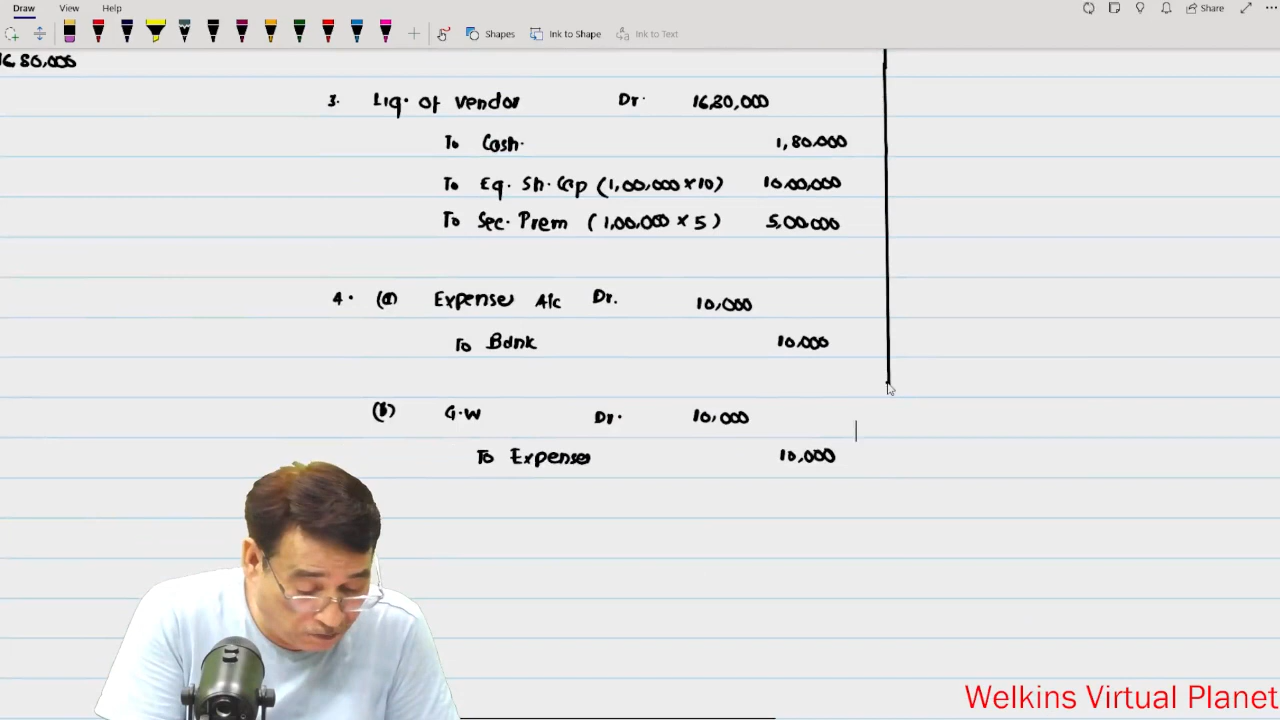 Draw View Help Share
Shapes Ink to Shape Ink to Text
16,80,000
3. Liq. of vendor Dr. 16,80,000
To Cash. 1,80,000
To Eq. Sh. Cap (1,00,000 x 10) 10,00,000
To Sec. Prem (1,00,000 x 5) 5,00,000
4. (a) Expenses A/c Dr. 10,000
To Bank 10,000
(b) G.W Dr. 10,000
To Expenses 10,000
Welkins Virtual Planet